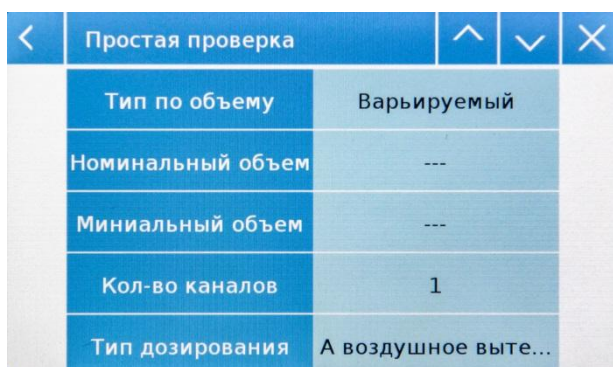 Простая проверка
Тип по объему Варьируемый
Номинальный объем ---
Миниальный объем ---
Кол-во каналов 1
Тип дозирования А воздушное выте...